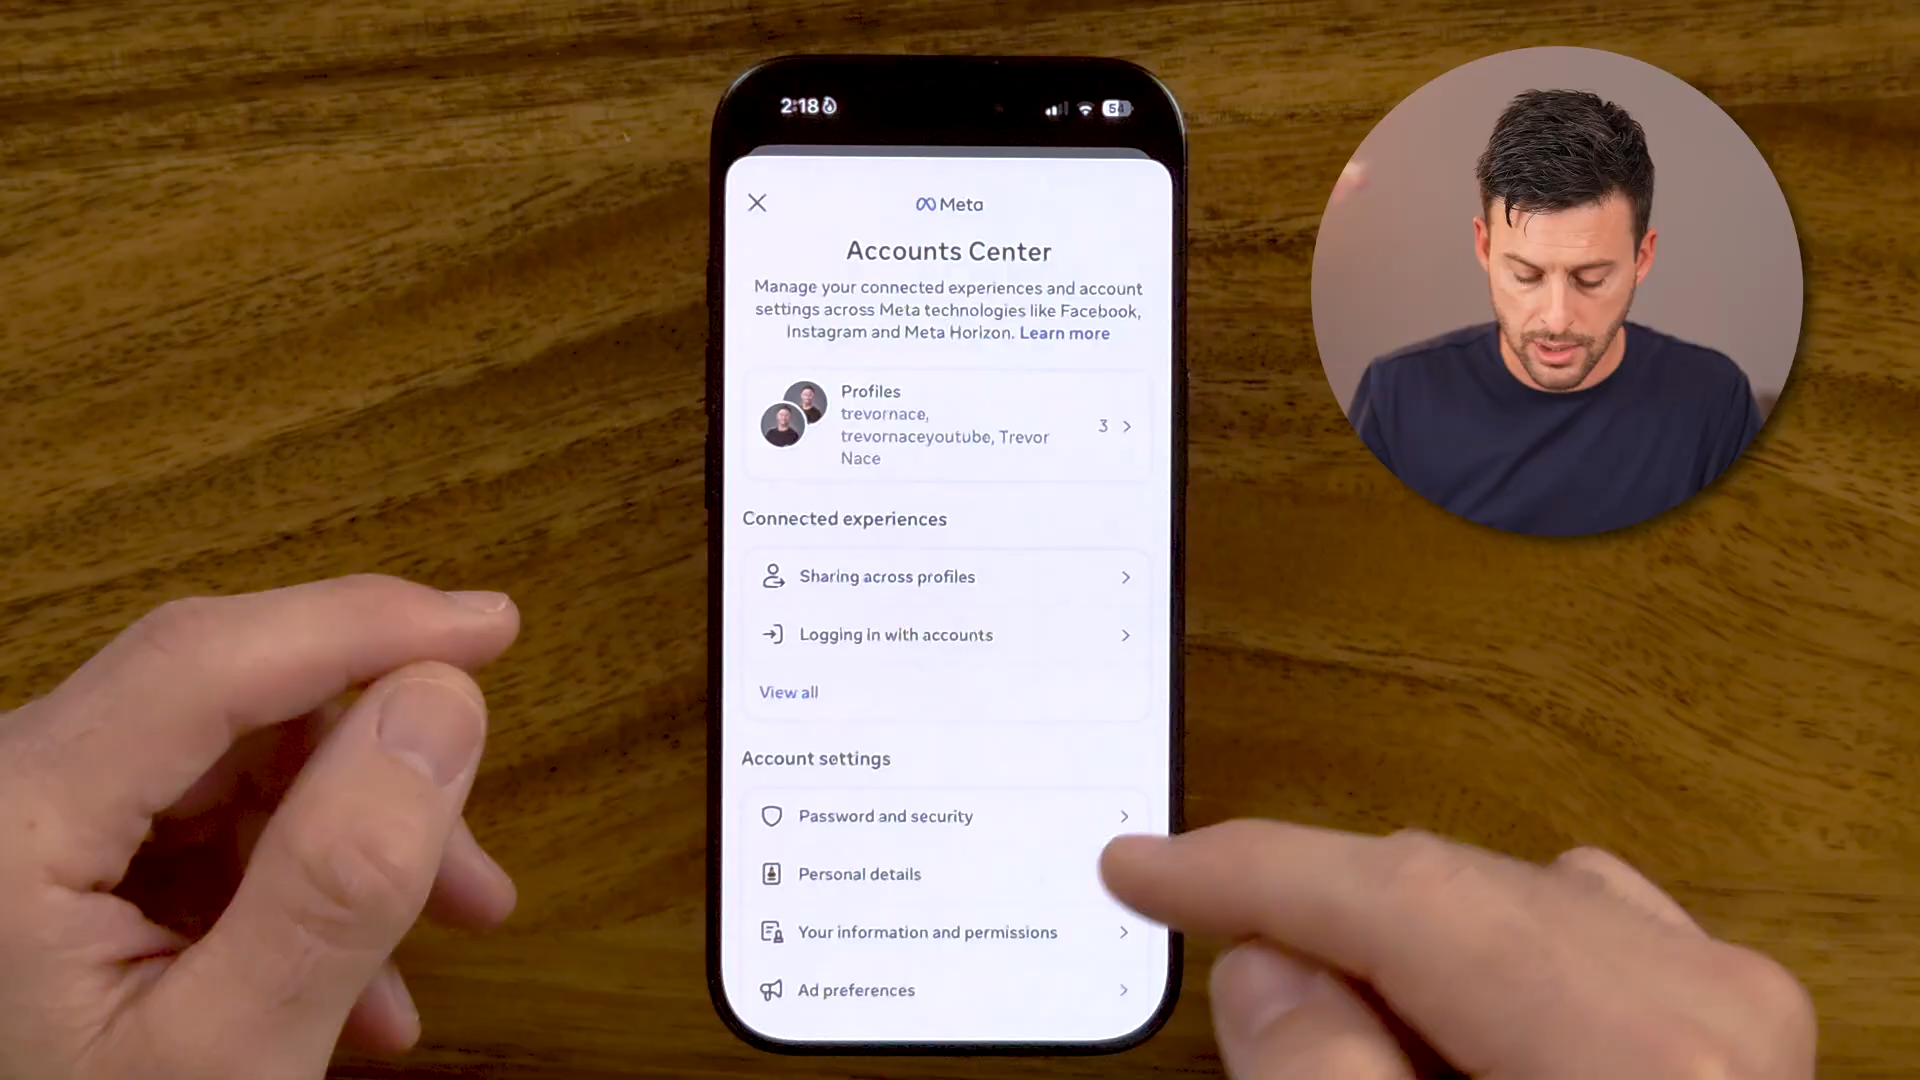 2:18
54
Meta
Accounts Center
Manage your connected experiences and account
settings across Meta technologies like Facebook,
Instagram and Meta Horizon. Learn more
Profiles
trevornace,
trevornaceyoutube, Trevor
Nace
3
Connected experiences
Sharing across profiles
Logging in with accounts
View all
Account settings
Password and security
Personal details
Your information and permissions
Ad preferences